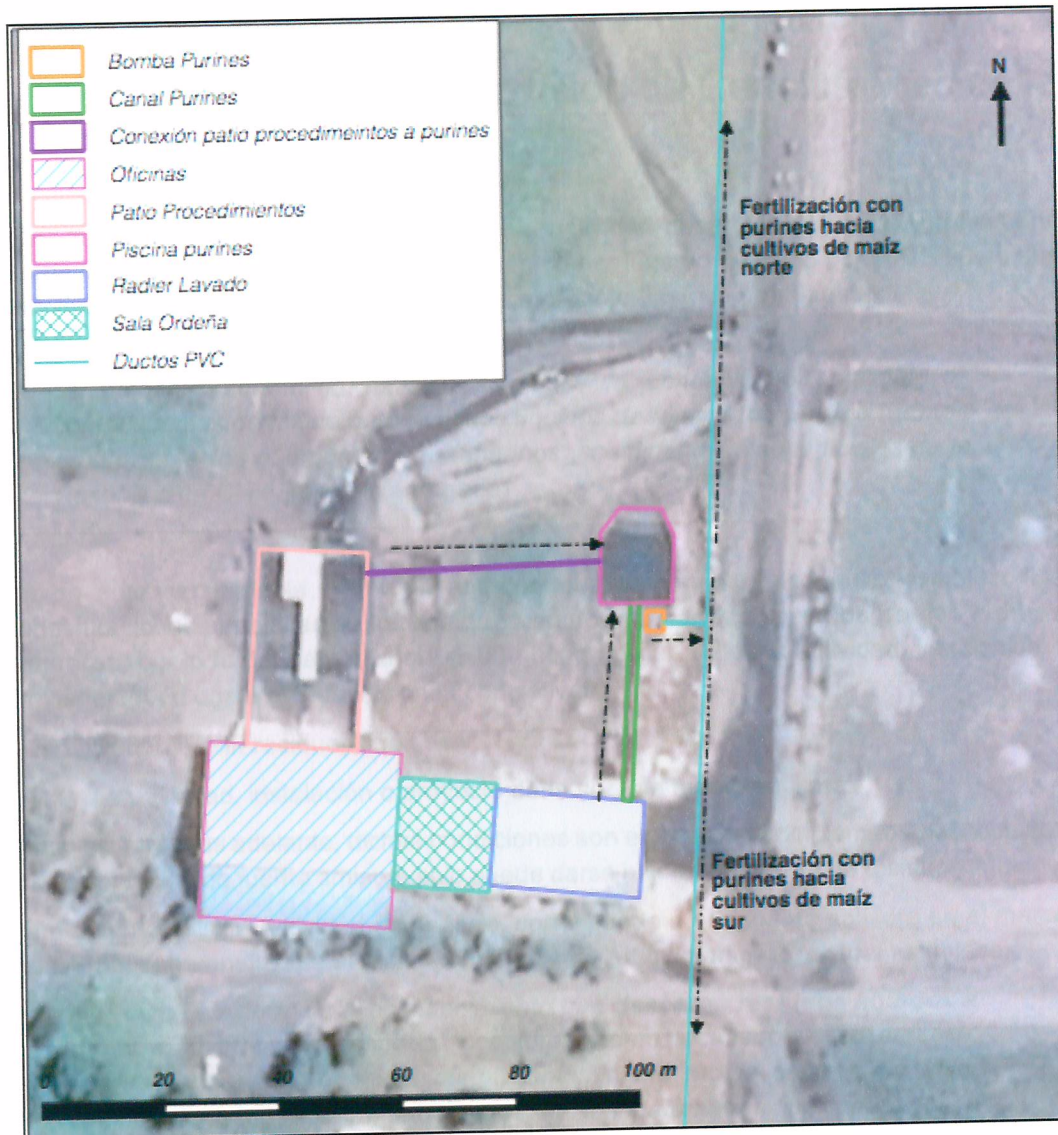 Bomba Purines
Canal Purines
Conexión patio procedimeintos a purines
Oficinas
Patio Procedimientos
Piscina purines
Radier Lavado
Sala Ordeña
Ductos PVC
N
Fertilización con
purines hacia
cultivos de maíz
norte
Fertilización con
purines hacia
cultivos de maíz
sur
0 20 40 60 80 100 m